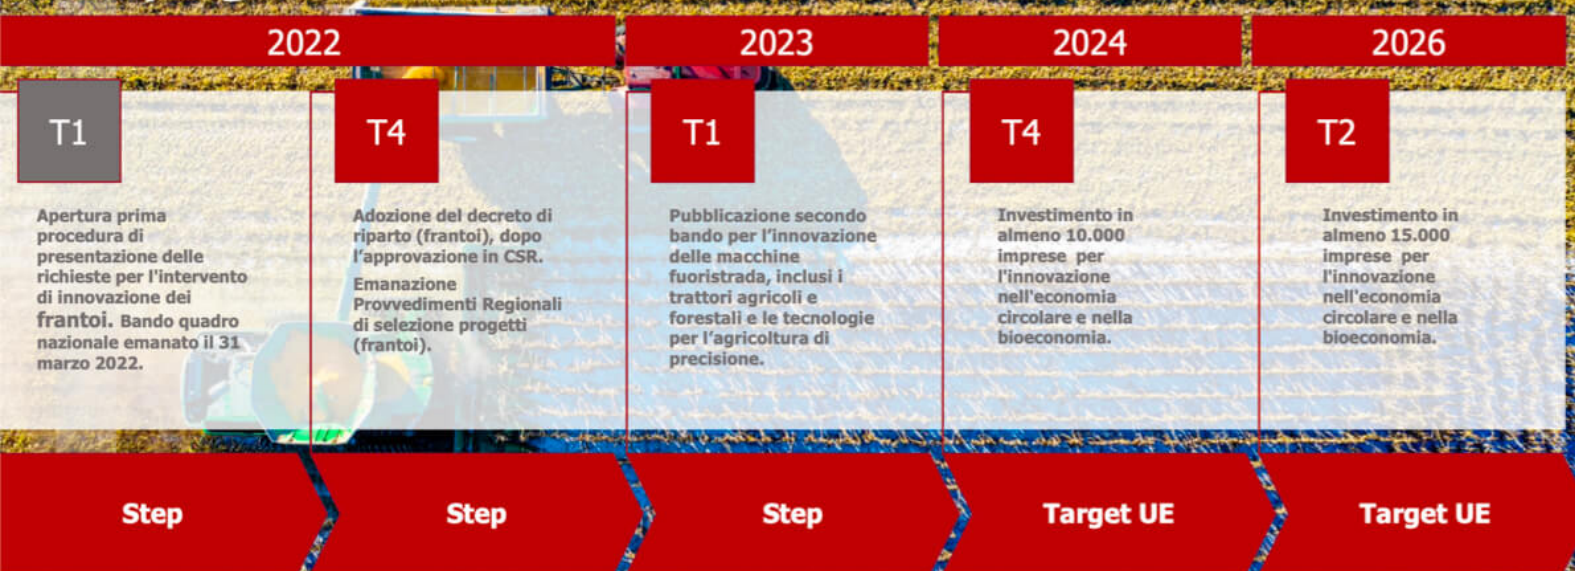 2022
2023
2024
2026
T1
Apertura prima
procedura di
presentazione delle
richieste per l'intervento
di innovazione dei
frantoi. Bando quadro
nazionale emanato il 31
marzo 2022.
T4
Adozione del decreto di
riparto (frantoi), dopo
l'approvazione in CSR.
Emanazione
Provvedimenti Regionali
di selezione progetti
(frantoi).
T1
Pubblicazione secondo
bando per l'innovazione
delle macchine
fuoristrada, inclusi i
trattori agricoli e
forestali e le tecnologie
per l'agricoltura di
precisione.
T4
Investimento in
almeno 10.000
imprese per
l'innovazione
nell'economia
circolare e nella
bioeconomia.
T2
Investimento in
almeno 15.000
imprese per
l'innovazione
nell'economia
circolare e nella
bioeconomia.
Step
Step
Step
Target UE
Target UE